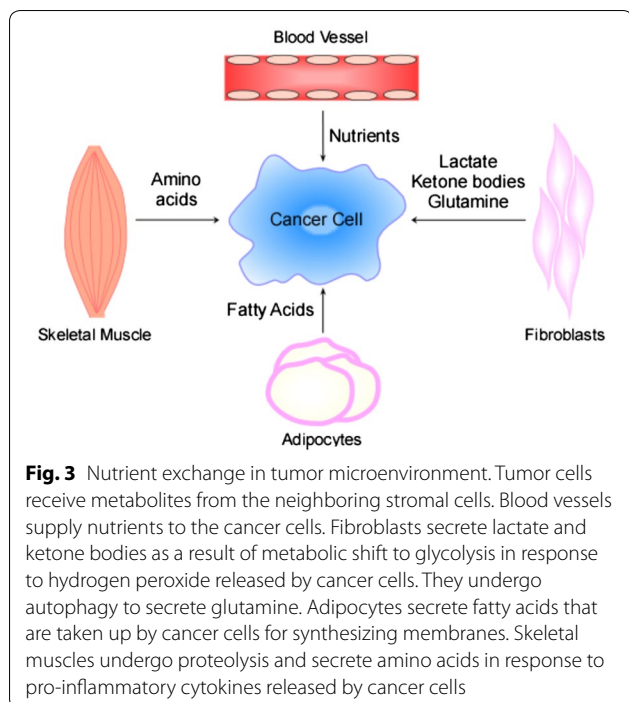 Blood Vessel
Nutrients
Amino
acids
Lactate
Ketone bodies
Glutamine
Cancer Cell
Fatty Acids
Skeletal Muscle
Fibroblasts
Adipocytes
Fig. 3 Nutrient exchange in tumor microenvironment. Tumor cells
receive metabolites from the neighboring stromal cells. Blood vessels
supply nutrients to the cancer cells. Fibroblasts secrete lactate and
ketone bodies as a result of metabolic shift to glycolysis in response
to hydrogen peroxide released by cancer cells. They undergo
autophagy to secrete glutamine. Adipocytes secrete fatty acids that
are taken up by cancer cells for synthesizing membranes. Skeletal
muscles undergo proteolysis and secrete amino acids in response to
pro-inflammatory cytokines released by cancer cells